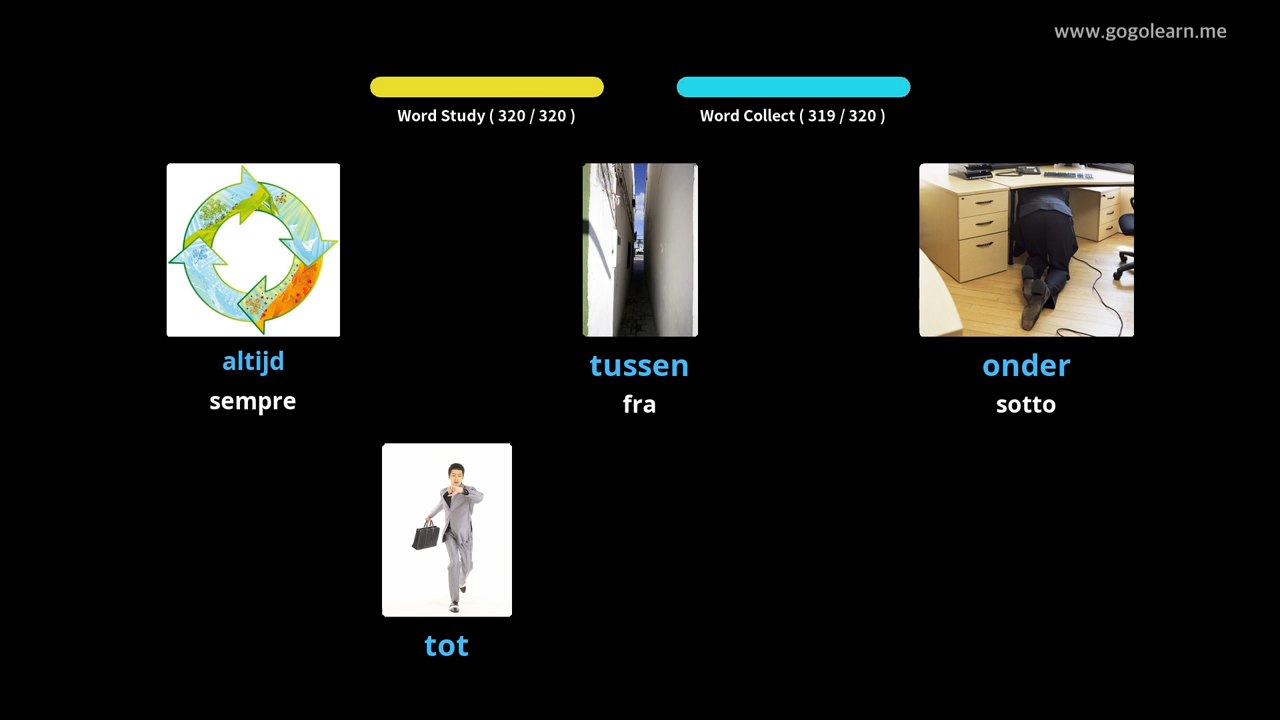 www.gogolearn.me
Word Study ( 320 / 320 )
Word Collect ( 319 / 320 )
altijd
sempre
tussen
fra
onder
sotto
tot